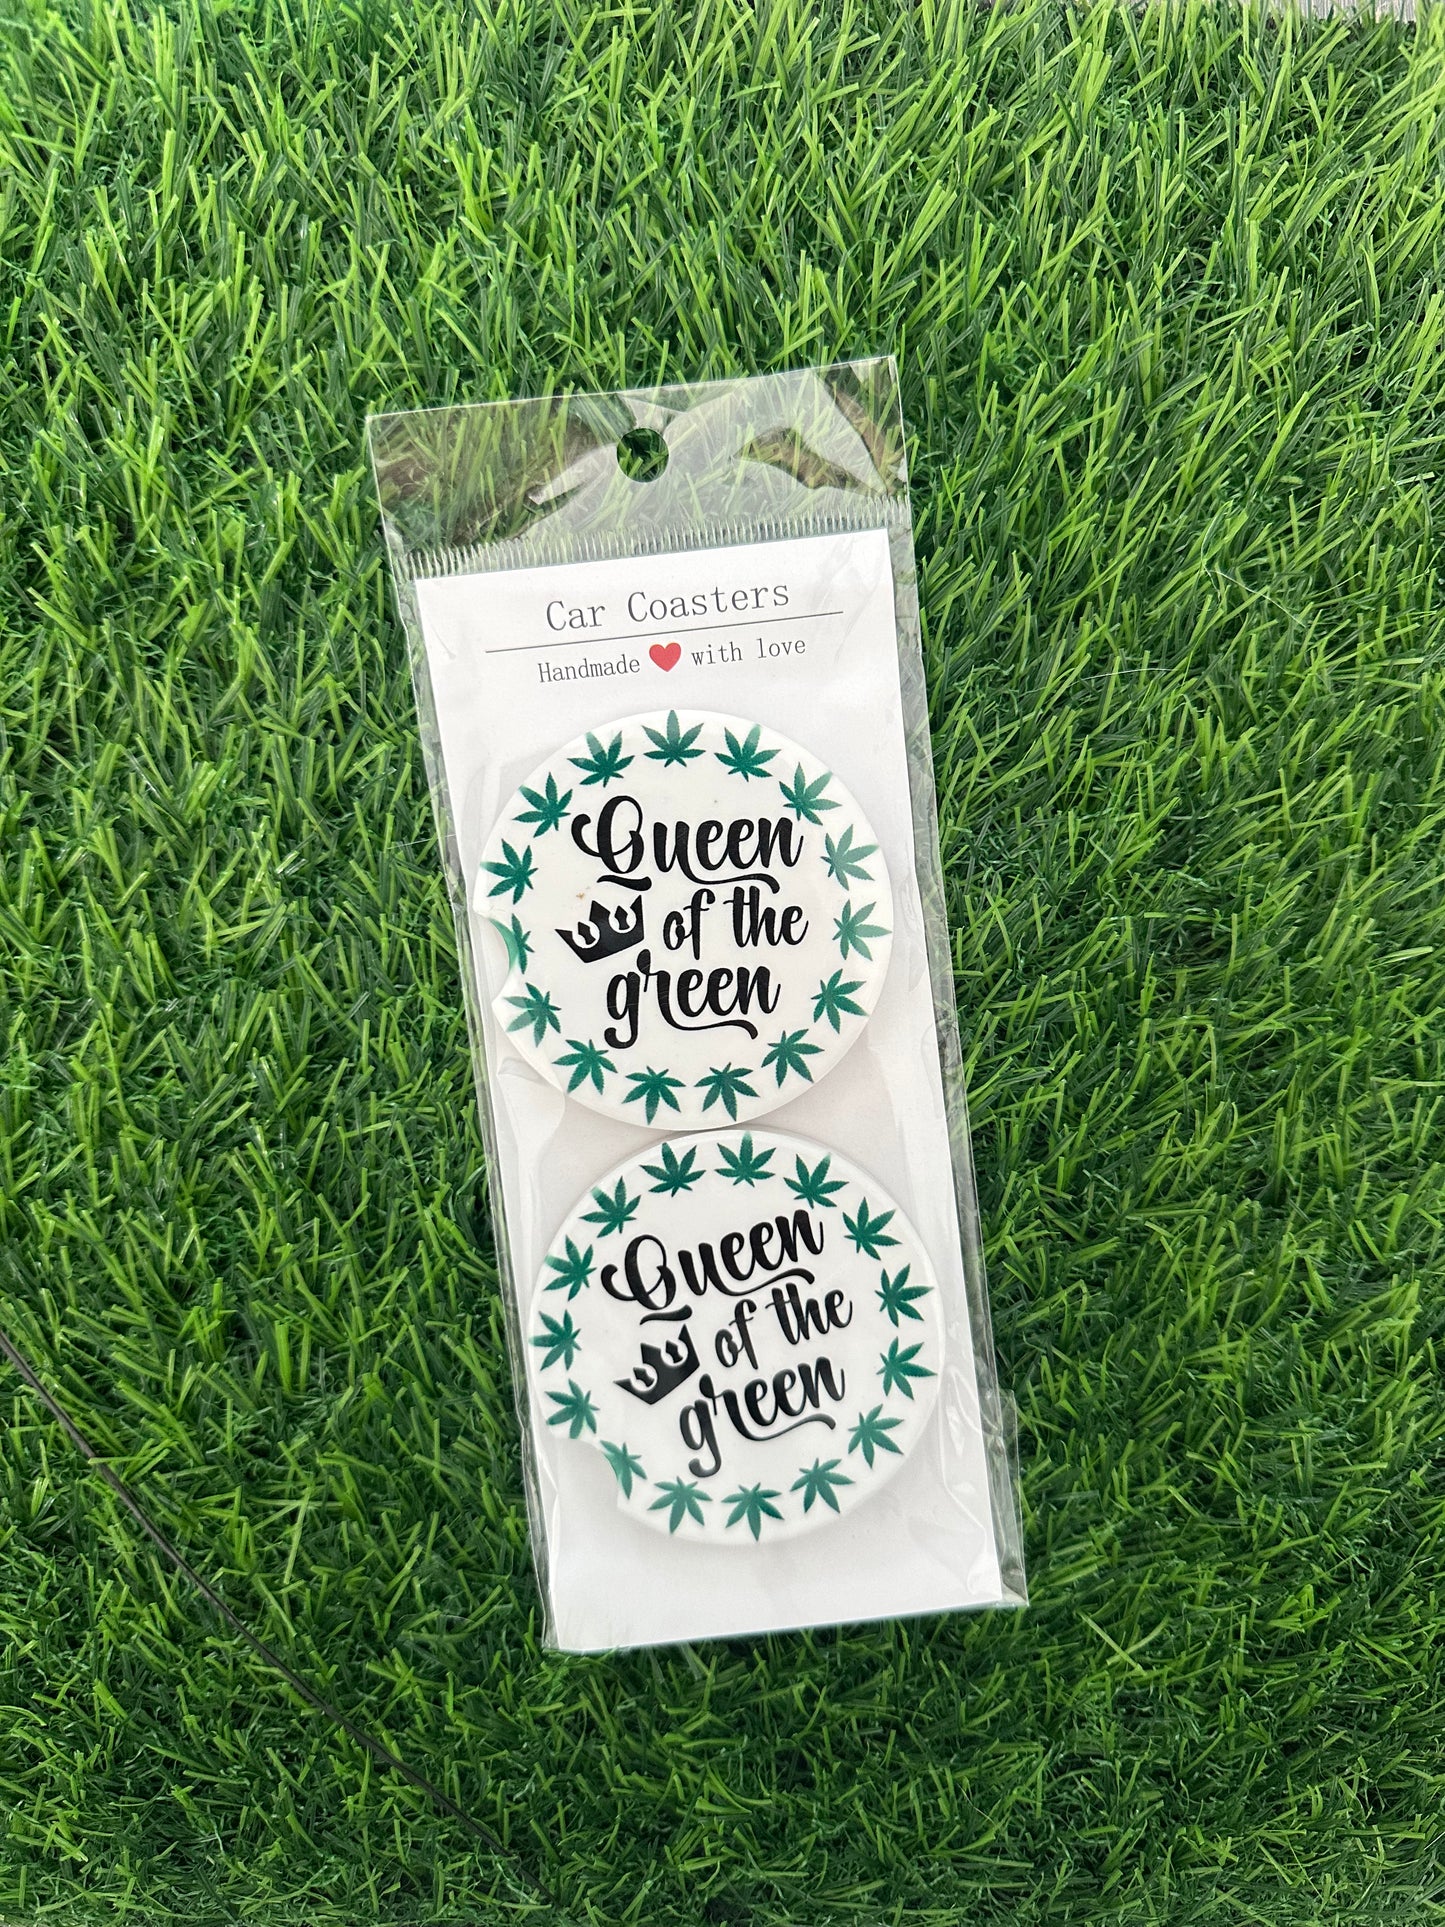 Car Coasters
Handmade ❤ with love
Queen
of the
green
Queen
of the
green